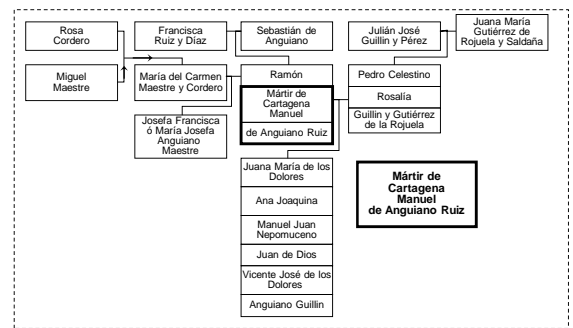 Rosa
Cordero
Francisca
Ruiz y Díaz
Sebastián de
Anguiano
Julián José
Guillin y Pérez
Juana María
Gutiérrez de
Rojuela y Saldaña
Miguel
Maestre
María del Carmen
Maestre y Cordero
Ramón
Pedro Celestino
Mártir de
Cartagena
Manuel
de Anguiano Ruiz
Rosalía
Guillin y Gutiérrez
de la Rojuela
Josefa Francisca
ó María Josefa
Anguiano
Maestre
Juana María de los
Dolores
Ana Joaquina
Manuel Juan
Nepomuceno
Juan de Dios
Vicente José de los
Dolores
Anguiano Guillin
Mártir de
Cartagena
Manuel
de Anguiano Ruiz